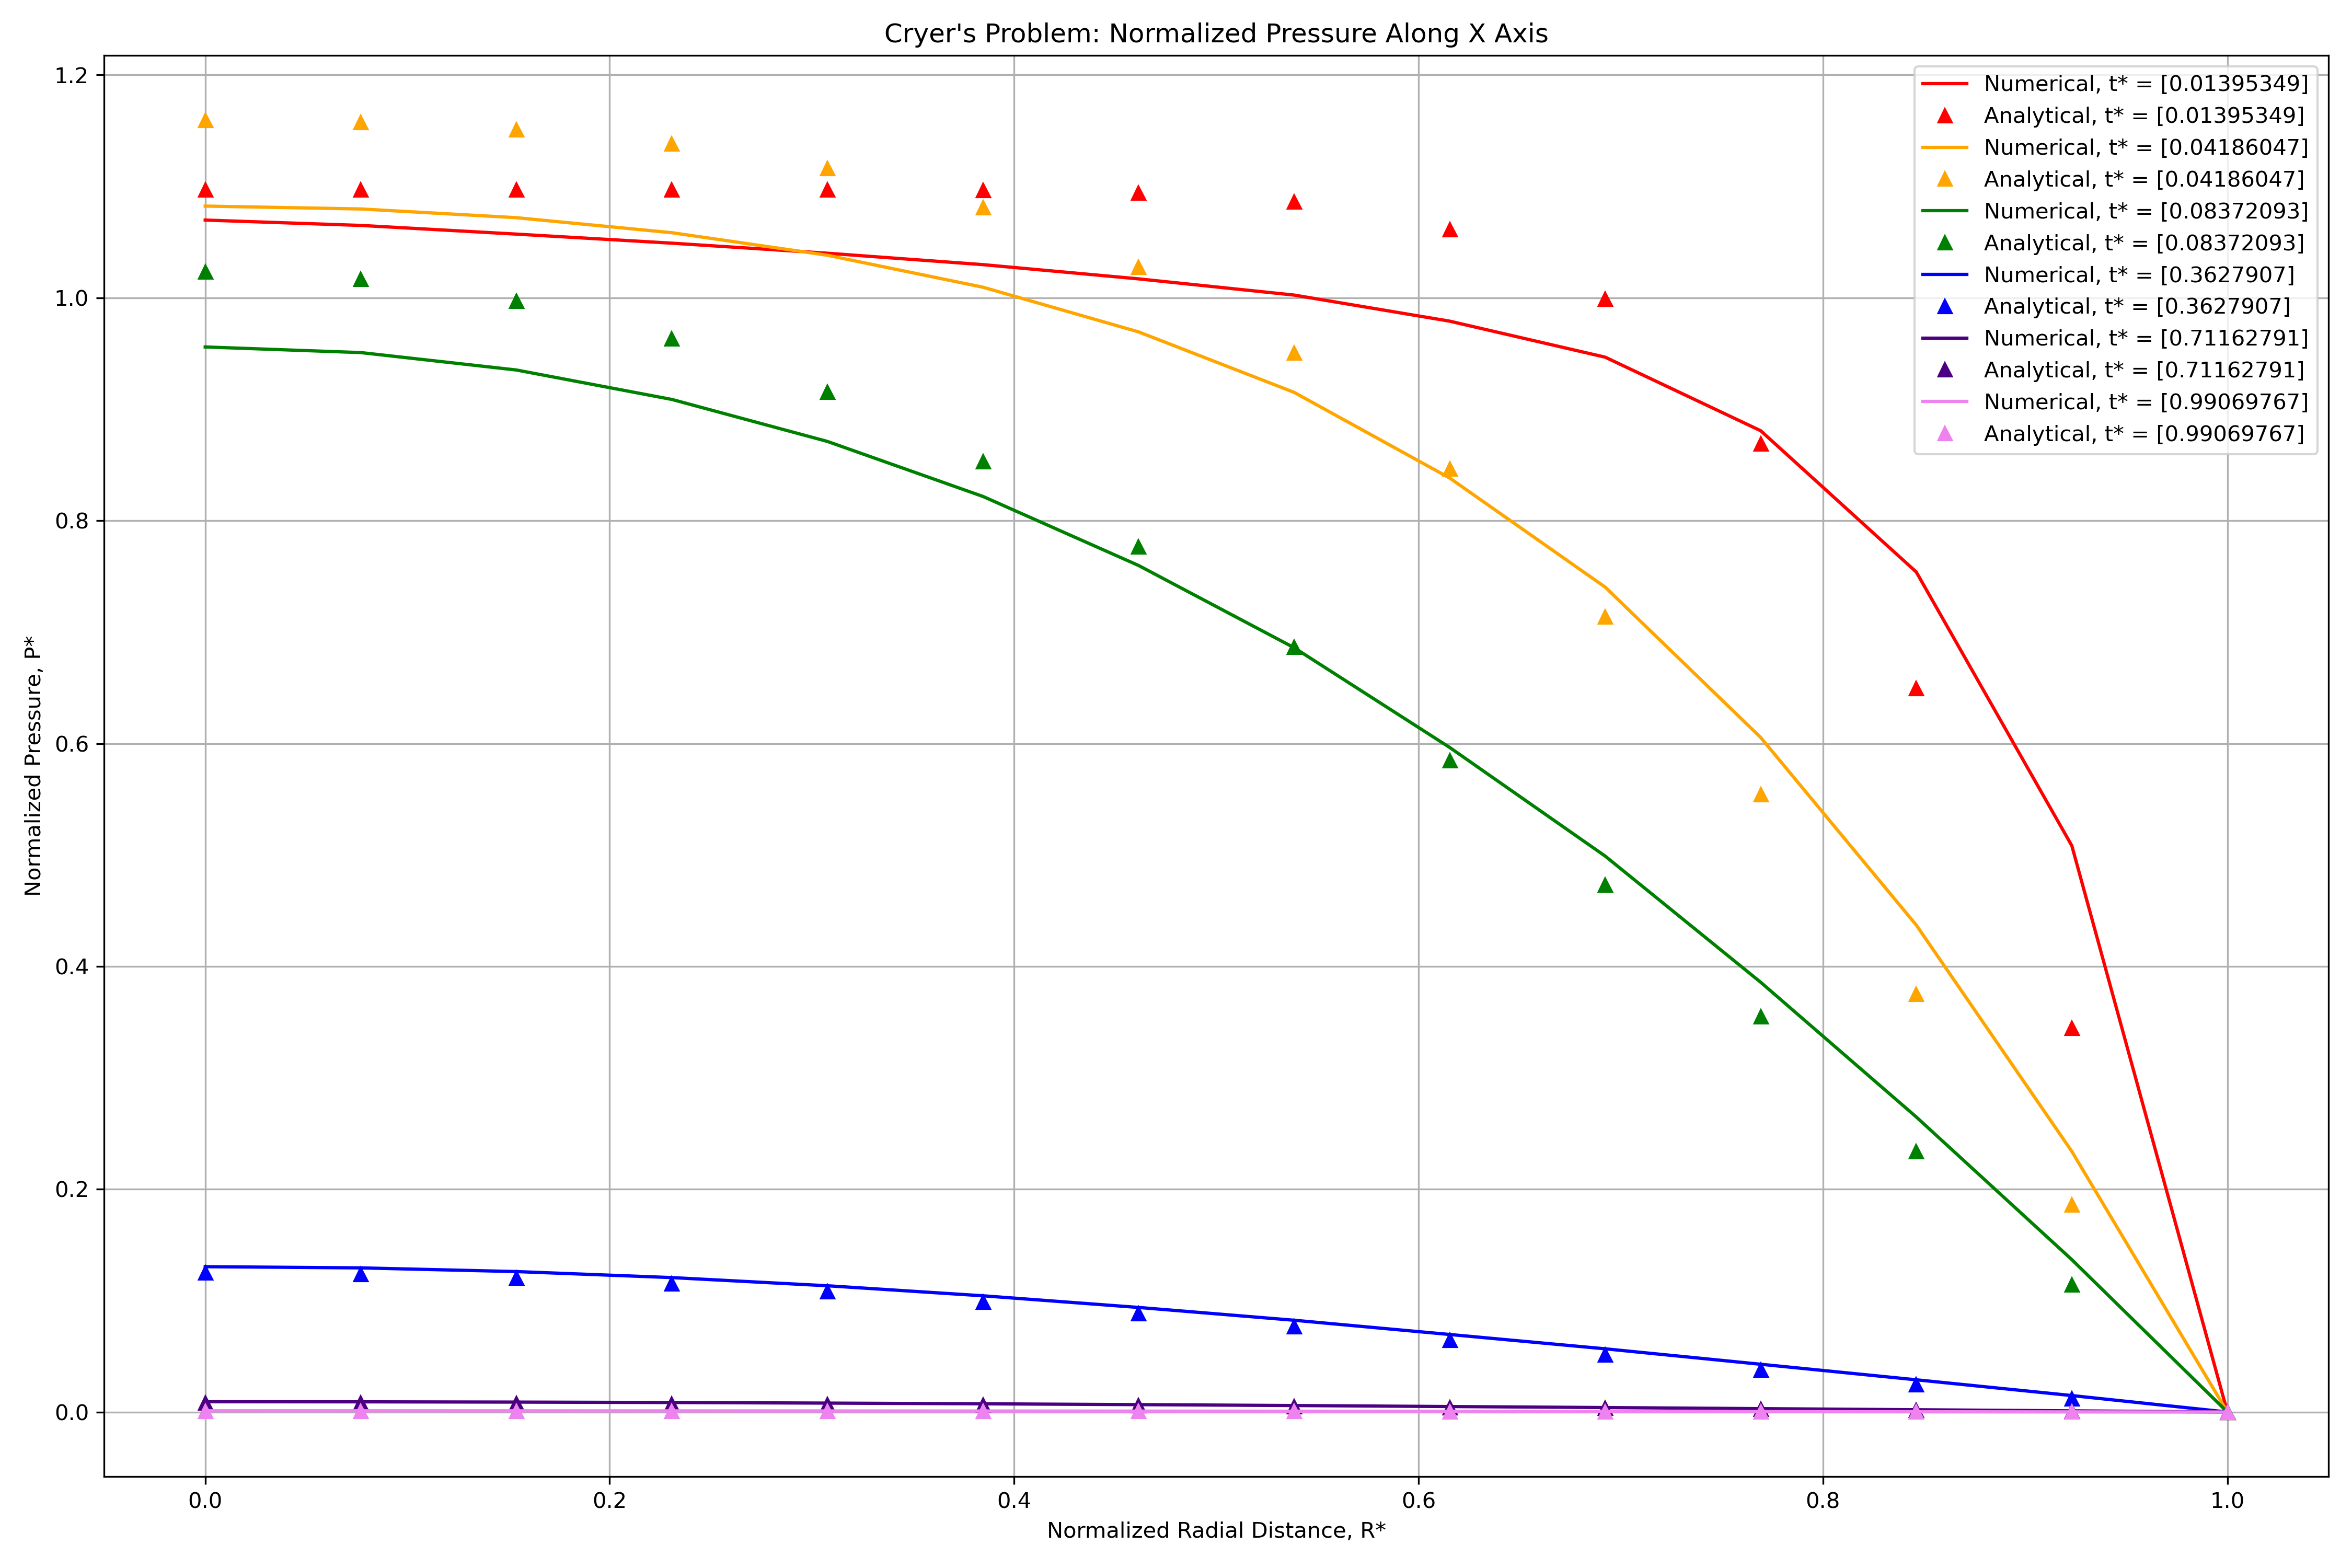 Cryer's Problem: Normalized Pressure Along X Axis
1.2
1.0
0.8
0.6
0.4
0.2
0.0
Normalized Pressure, P*
Numerical, t* = [0.01395349]
Analytical, t* = [0.01395349]
Numerical, t* = [0.04186047]
Analytical, t* = [0.04186047]
Numerical, t* = [0.08372093]
Analytical, t* = [0.08372093]
Numerical, t* = [0.3627907]
Analytical, t* = [0.3627907]
Numerical, t* = [0.71162791]
Analytical, t* = [0.71162791]
Numerical, t* = [0.99069767]
Analytical, t* = [0.99069767]
0.0 0.2 0.4 0.6 0.8 1.0
Normalized Radial Distance, R*